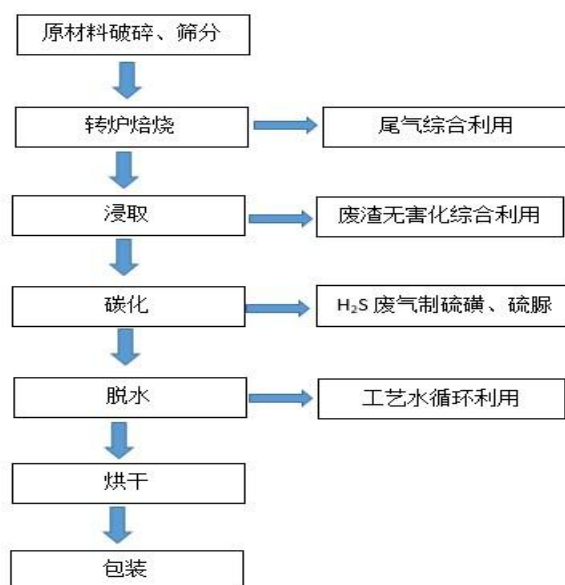 原材料破碎、筛分
转炉焙烧
尾气综合利用
浸取
废渣无害化综合利用
碳化
H₂S 废气制硫磺、硫脲
脱水
工艺水循环利用
烘干
包装